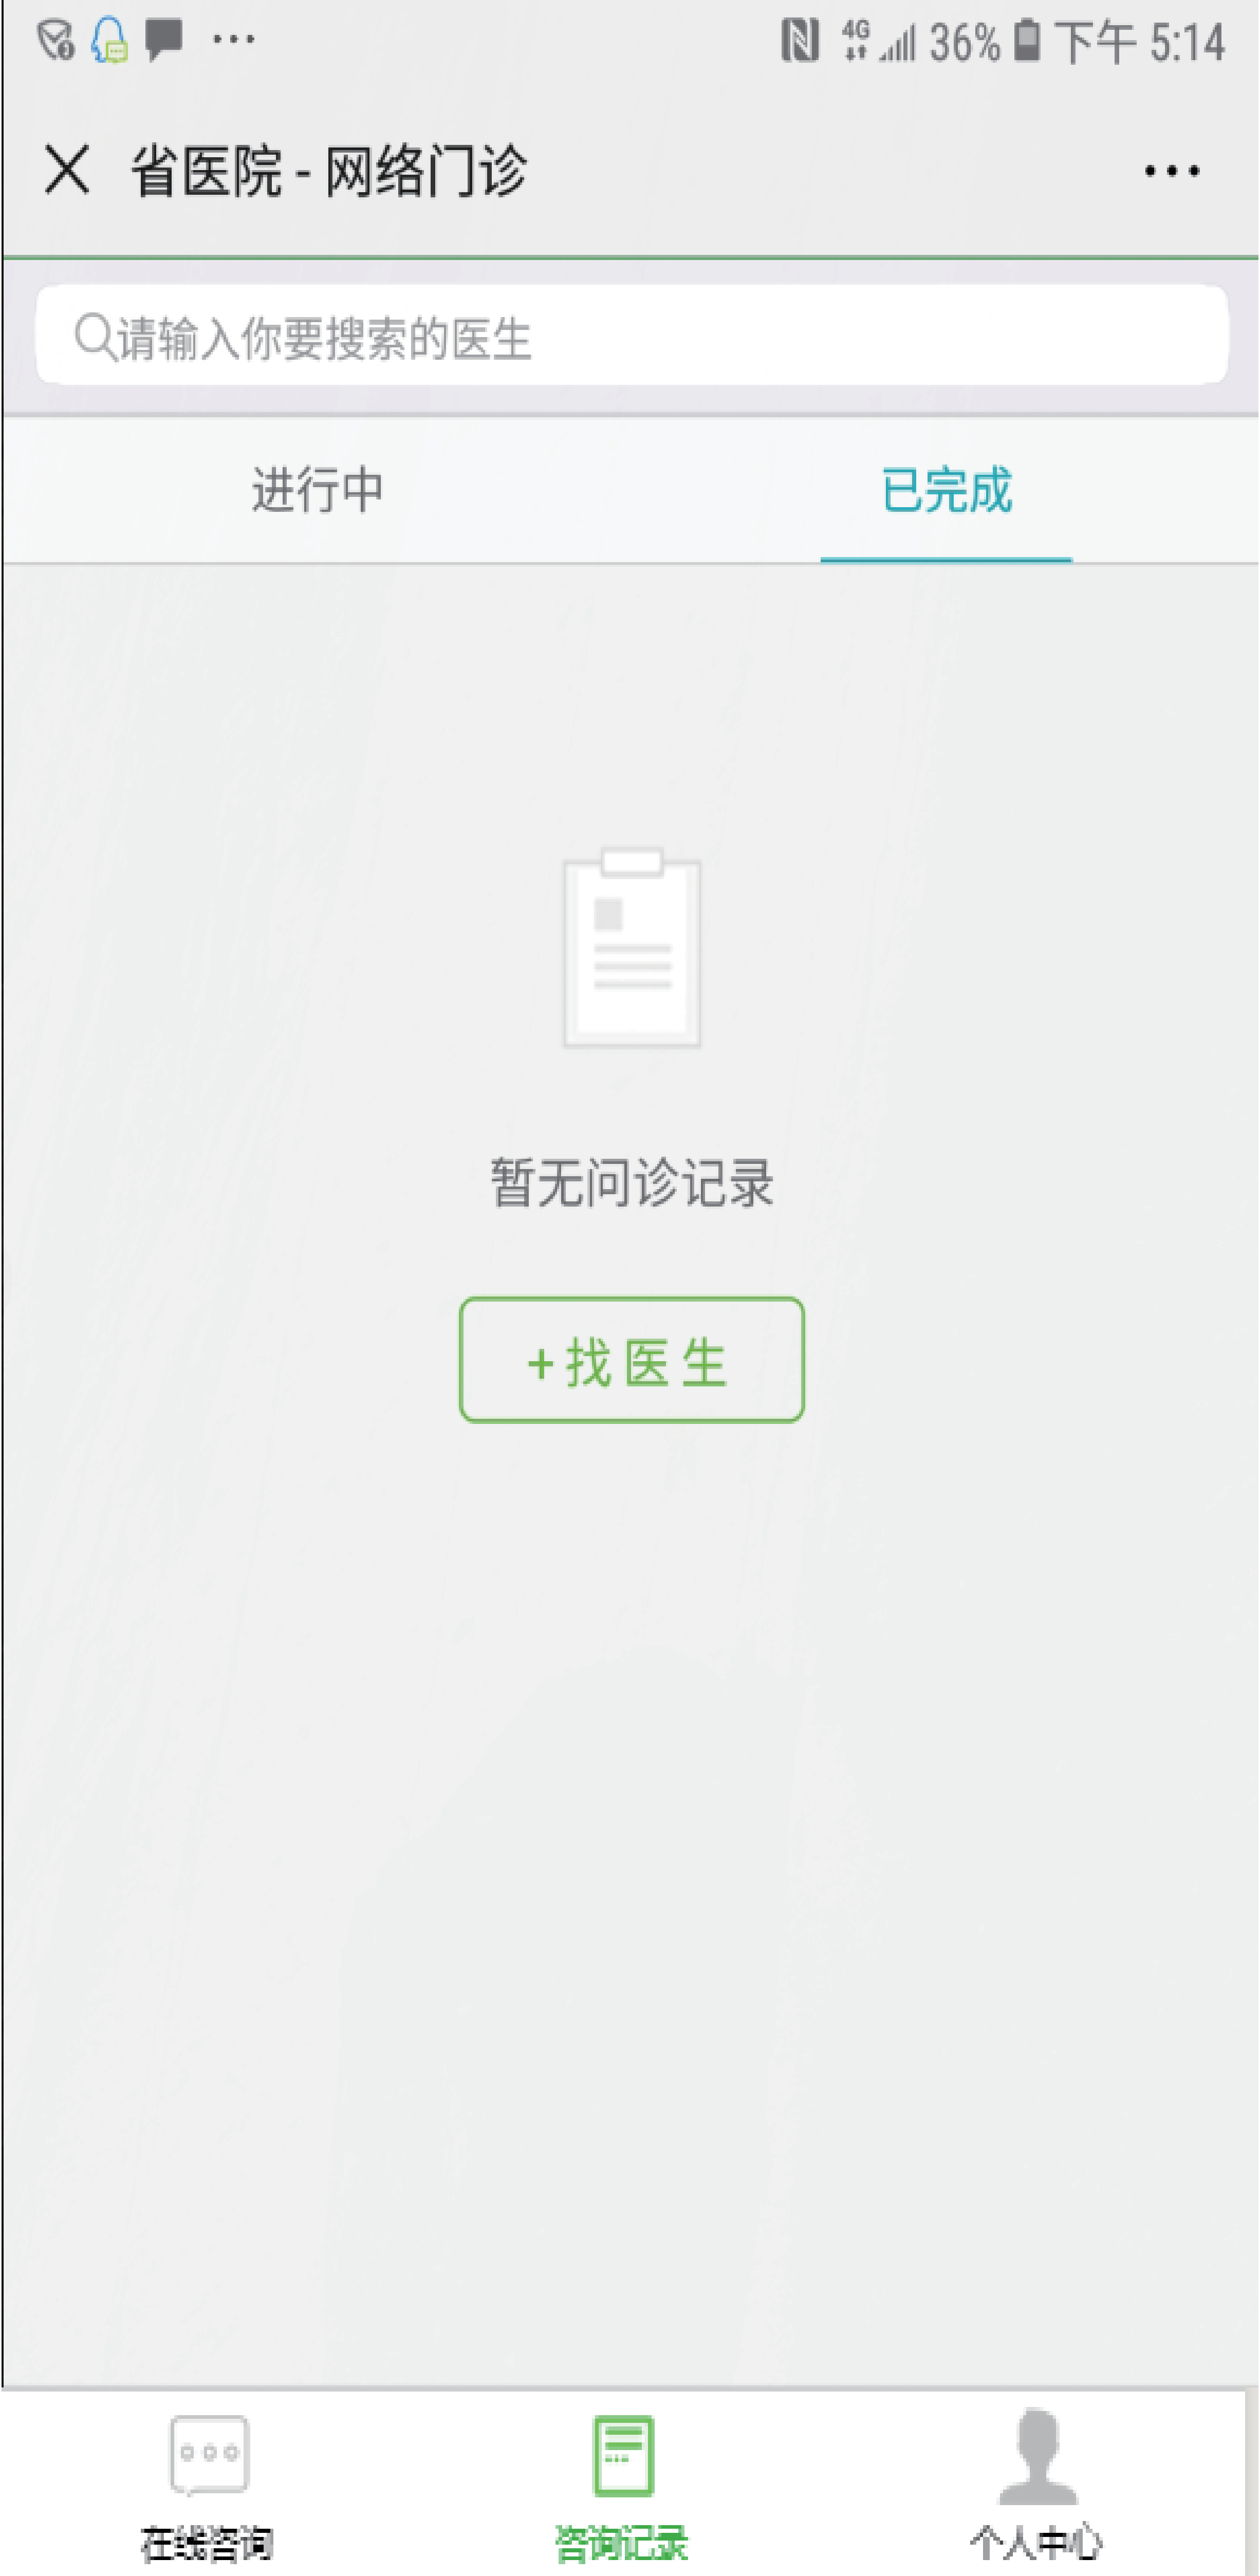 4G 36% 下午 5:14
省医院 - 网络门诊
请输入你要搜索的医生
进行中 已完成
暂无问诊记录
+找医生
在线咨询 咨询记录 个人中心